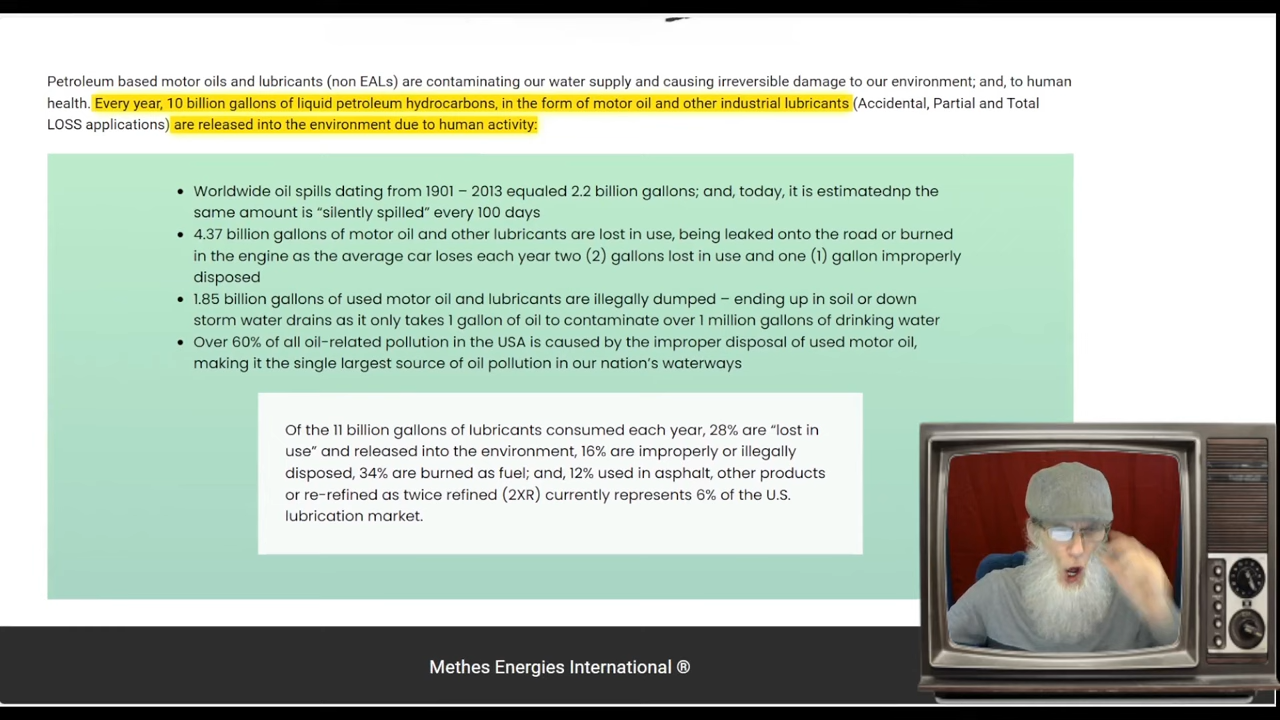 Petroleum based motor oils and lubricants (non EALs) are contaminating our water supply and causing irreversible damage to our environment; and, to human
health. Every year, 10 billion gallons of liquid petroleum hydrocarbons, in the form of motor oil and other industrial lubricants (Accidental, Partial and Total
LOSS applications) are released into the environment due to human activity:
• Worldwide oil spills dating from 1901 – 2013 equaled 2.2 billion gallons; and, today, it is estimatednp the
same amount is “silently spilled” every 100 days
• 4.37 billion gallons of motor oil and other lubricants are lost in use, being leaked onto the road or burned
in the engine as the average car loses each year two (2) gallons lost in use and one (1) gallon improperly
disposed
• 1.85 billion gallons of used motor oil and lubricants are illegally dumped – ending up in soil or down
storm water drains as it only takes 1 gallon of oil to contaminate over 1 million gallons of drinking water
• Over 60% of all oil-related pollution in the USA is caused by the improper disposal of used motor oil,
making it the single largest source of oil pollution in our nation’s waterways
Of the 11 billion gallons of lubricants consumed each year, 28% are “lost in
use” and released into the environment, 16% are improperly or illegally
disposed, 34% are burned as fuel; and, 12% used in asphalt, other products
or re-refined as twice refined (2XR) currently represents 6% of the U.S.
lubrication market.
Methes Energies International ®